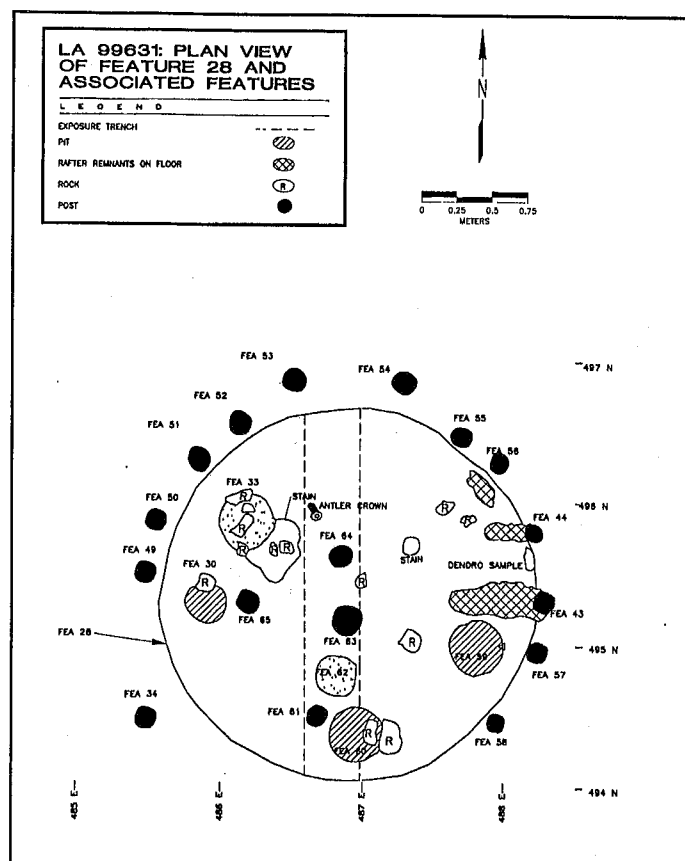 LA 99631: PLAN VIEW
OF FEATURE 28 AND
ASSOCIATED FEATURES
LEGEND
EXPOSURE TRENCH
PIT
RAFTER REMNANTS ON FLOOR
ROCK
R
POST
N
0 0.25 0.5 0.75
METERS
FEA 53
FEA 54
497 N
FEA 52
FEA 55
FEA 51
FEA 56
FEA 33
STAIN
R
ANTLER CROWN
R
496 N
FEA 50
R
R
FEA 44
FEA 64
R
R
R
STAIN
DENDRO SAMPLE
FEA 49
FEA 30
R
R
FEA 65
FEA 43
FEA 28
FEA 63
R
FEA 59
495 N
FEA 57
FEA 62
FEA 34
FEA 61
R
R
FEA 60
FEA 58
485 E
486 E
487 E
488 E
494 N